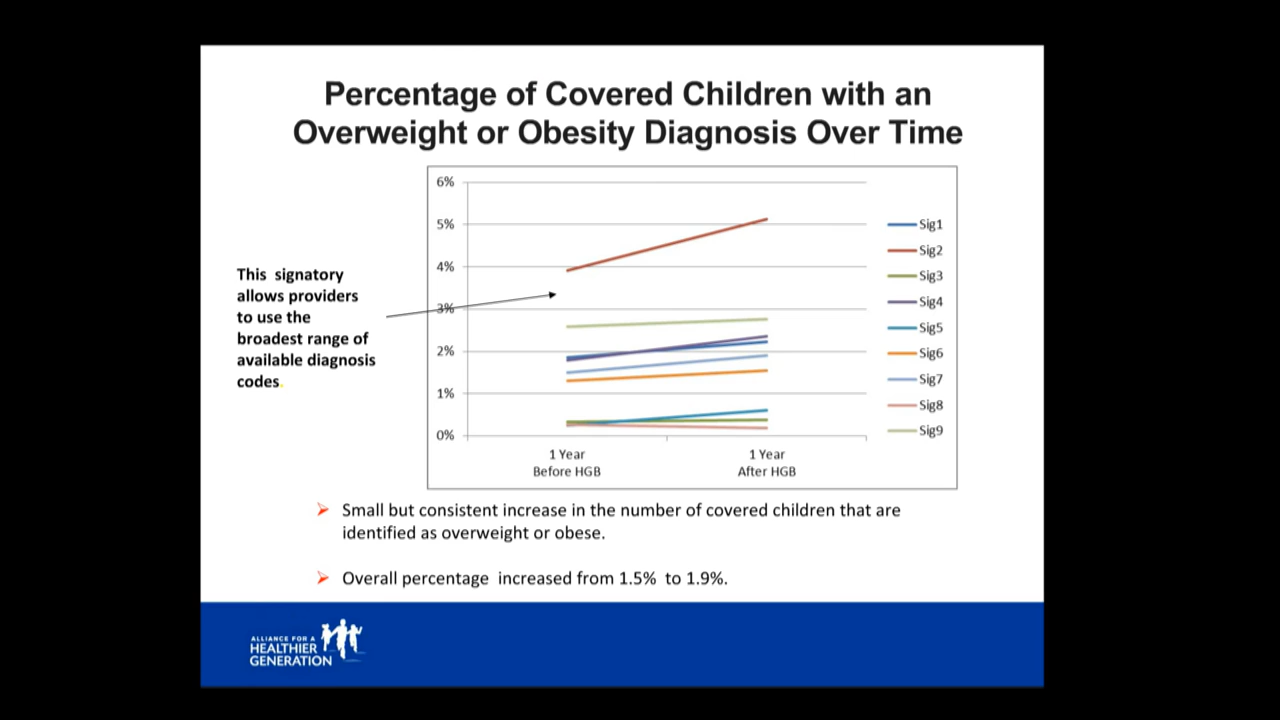 Percentage of Covered Children with an
Overweight or Obesity Diagnosis Over Time
This signatory
allows providers
to use the
broadest range of
available diagnosis
codes.
6%
5%
4%
3%
2%
1%
0%
1 Year
Before HGB
1 Year
After HGB
Sig1
Sig2
Sig3
Sig4
Sig5
Sig6
Sig7
Sig8
Sig9
➢ Small but consistent increase in the number of covered children that are
identified as overweight or obese.
➢ Overall percentage increased from 1.5% to 1.9%.
ALLIANCE FOR A
HEALTHIER
GENERATION